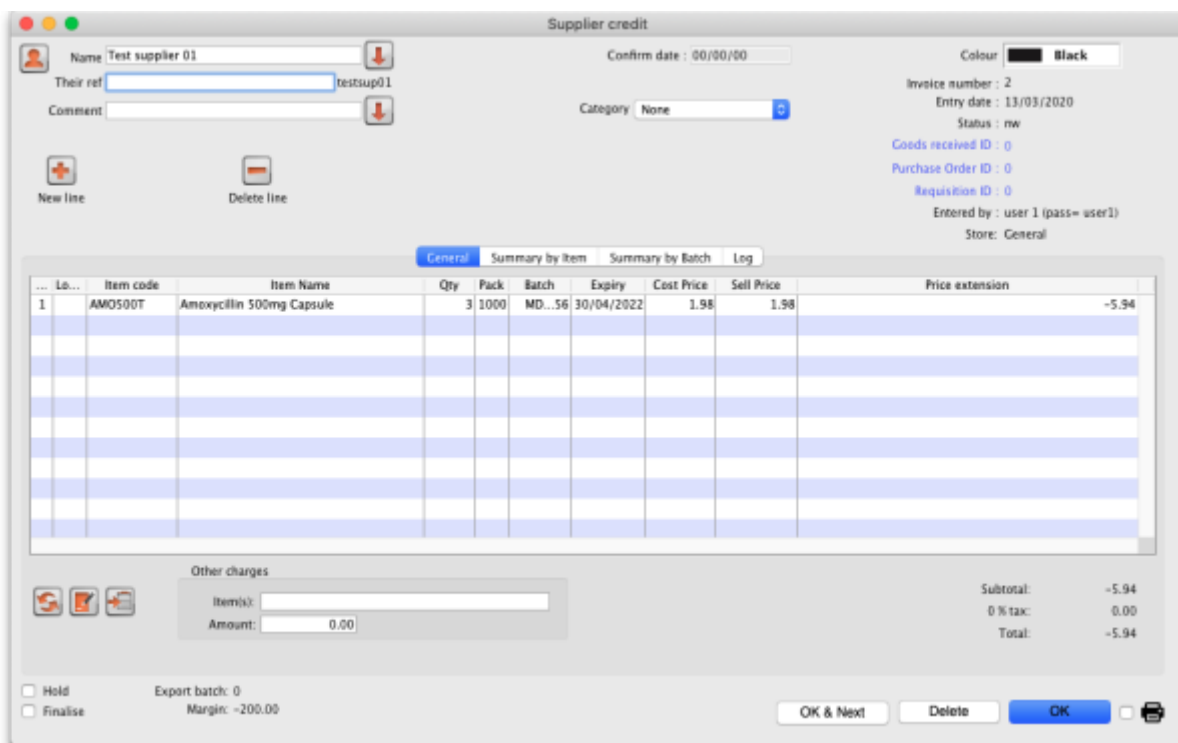 Supplier credit
Name Test supplier 01 Confirm date : 00/00/00 Colour Black
Their ref testsup01 Invoice number : 2
Comment Category None Entry date : 13/03/2020
Status : nw
Goods received ID : 0
Purchase Order ID : 0
Requisition ID : 0
New line Delete line
Entered by : user 1 (pass= user1)
Store: General
General Summary by Item Summary by Batch Log
... Lo... Item code Item Name Qty Pack Batch Expiry Cost Price Sell Price Price extension
1 AMO500T Amoxycillin 500mg Capsule 3 1000 MD...56 30/04/2022 1.98 1.98 -5.94
Other charges
Item(s):
Amount: 0.00
Subtotal: -5.94
0 % tax: 0.00
Total: -5.94
Hold Export batch: 0
Finalise Margin: -200.00
OK & Next Delete OK